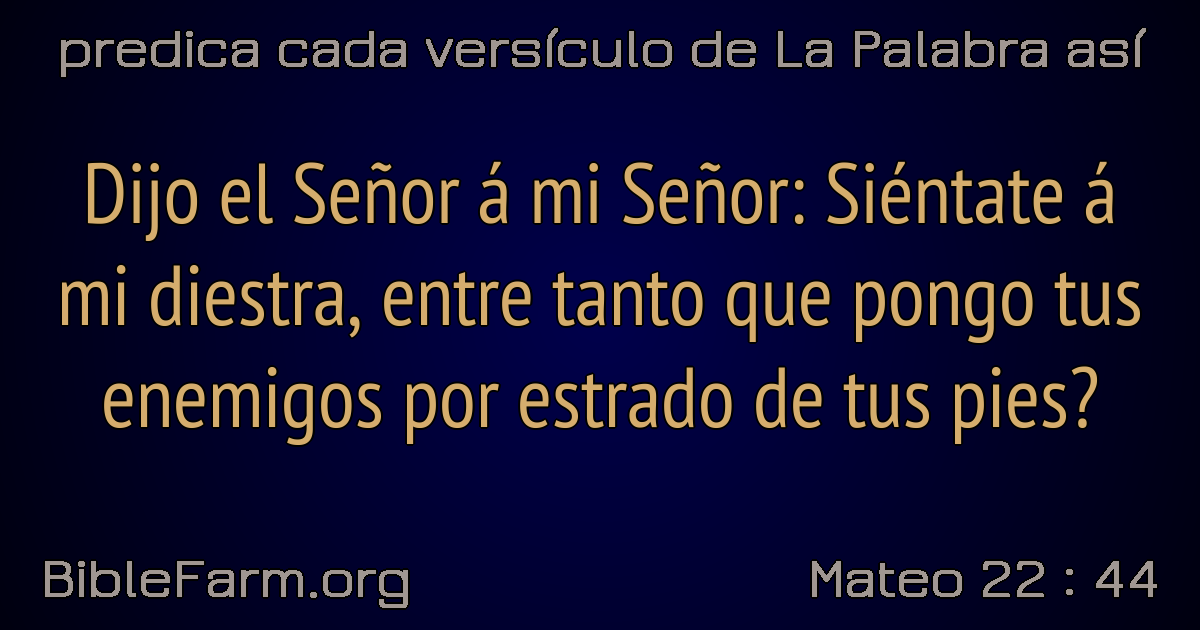 predica cada versículo de La Palabra así
Dijo el Señor á mi Señor: Siéntate á
mi diestra, entre tanto que pongo tus
enemigos por estrado de tus pies?
BibleFarm.org
Mateo 22 : 44